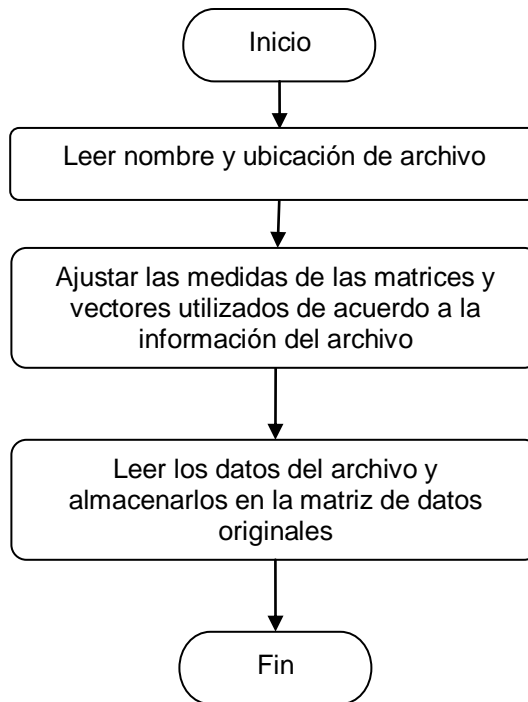 Inicio
Leer nombre y ubicación de archivo
Ajustar las medidas de las matrices y
vectores utilizados de acuerdo a la
información del archivo
Leer los datos del archivo y
almacenarlos en la matriz de datos
originales
Fin